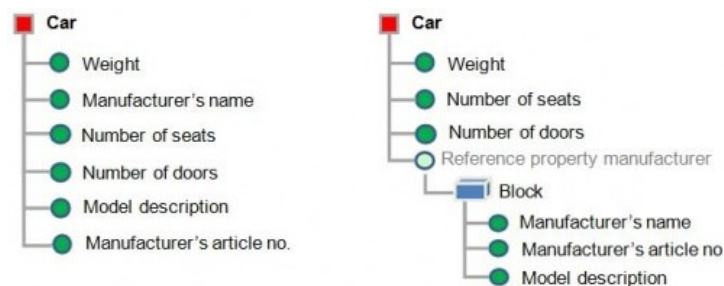 Car
Weight
Manufacturer's name
Number of seats
Number of doors
Model description
Manufacturer's article no.
Car
Weight
Number of seats
Number of doors
Reference property manufacturer
Block
Manufacturer's name
Manufacturer's article no
Model description